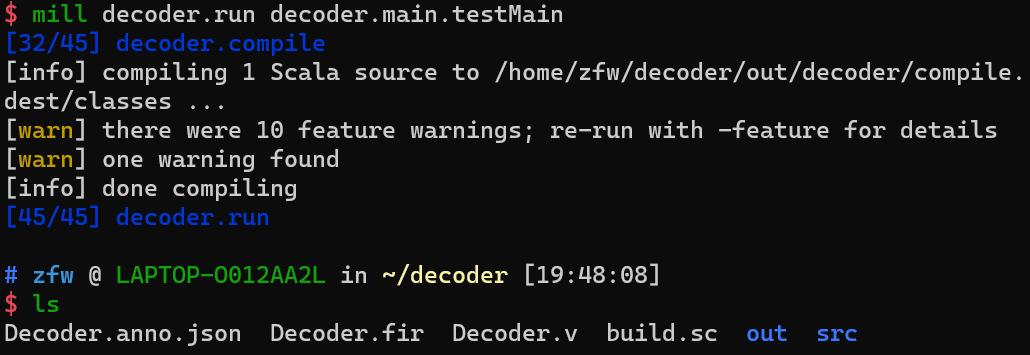 $ mill decoder.run decoder.main.testMain
[32/45] decoder.compile
[info] compiling 1 Scala source to /home/zfw/decoder/out/decoder/compile.
dest/classes ...
[warn] there were 10 feature warnings; re-run with -feature for details
[warn] one warning found
[info] done compiling
[45/45] decoder.run
# zfw @ LAPTOP-O012AA2L in ~/decoder [19:48:08]
$ ls
Decoder.anno.json  Decoder.fir  Decoder.v  build.sc  out  src